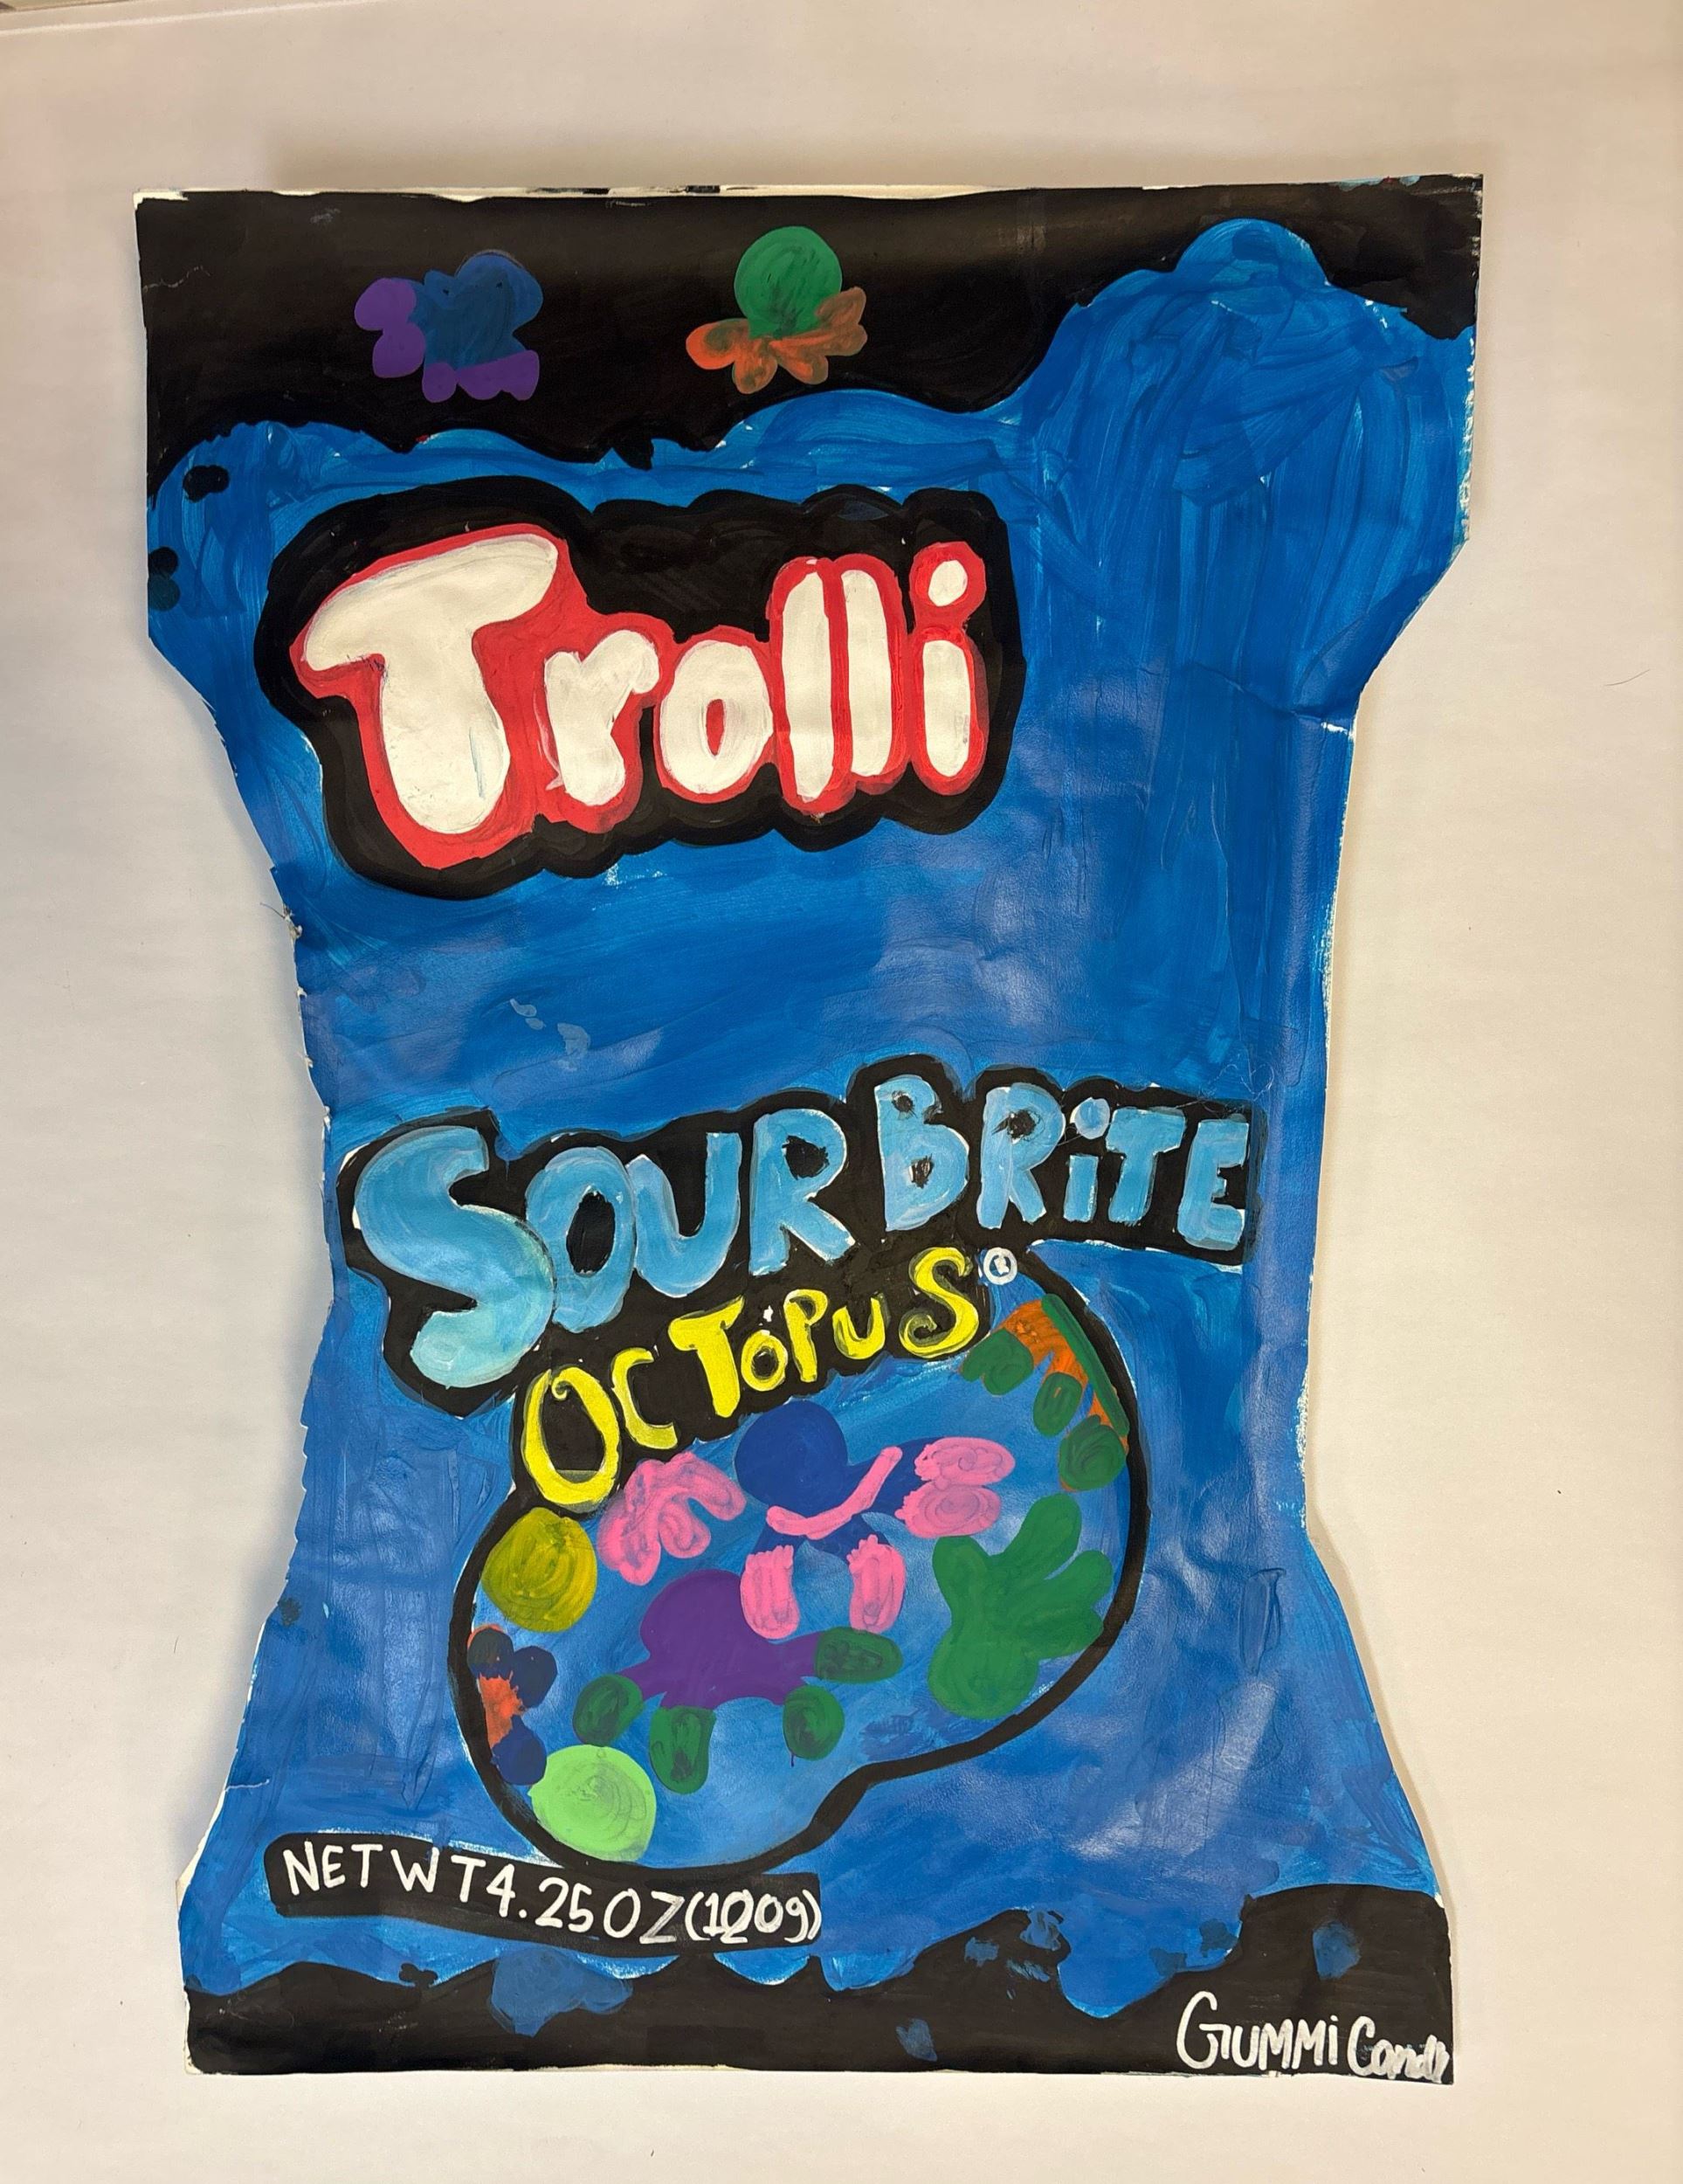 Trolli
SOUR BRiTE
OCTOPUS®
NET WT 4.25 OZ (120g)
GUMMi Candy